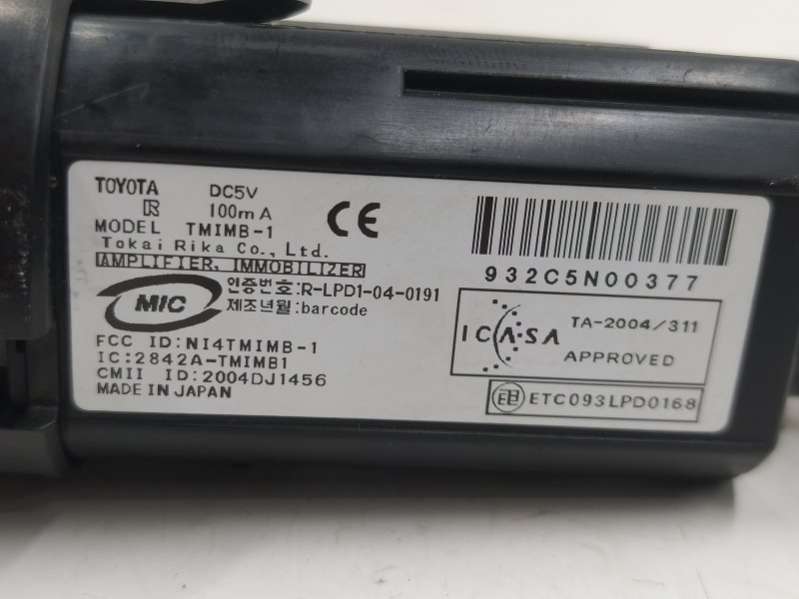 TOYOTA DC5V
R 100mA
MODEL TMIMB-1
Tokai Rika Co., Ltd.
AMPLIFIER, IMMOBILIZER
MIC
인증번호:R-LPD1-04-0191
제조년월:barcode
FCC ID:NI4TMIMB-1
IC:2842A-TMIMB1
CMII ID:2004DJ1456
MADE IN JAPAN
CE
932C5N00377
ICASA
TA-2004/311
APPROVED
ETC093LPD0168